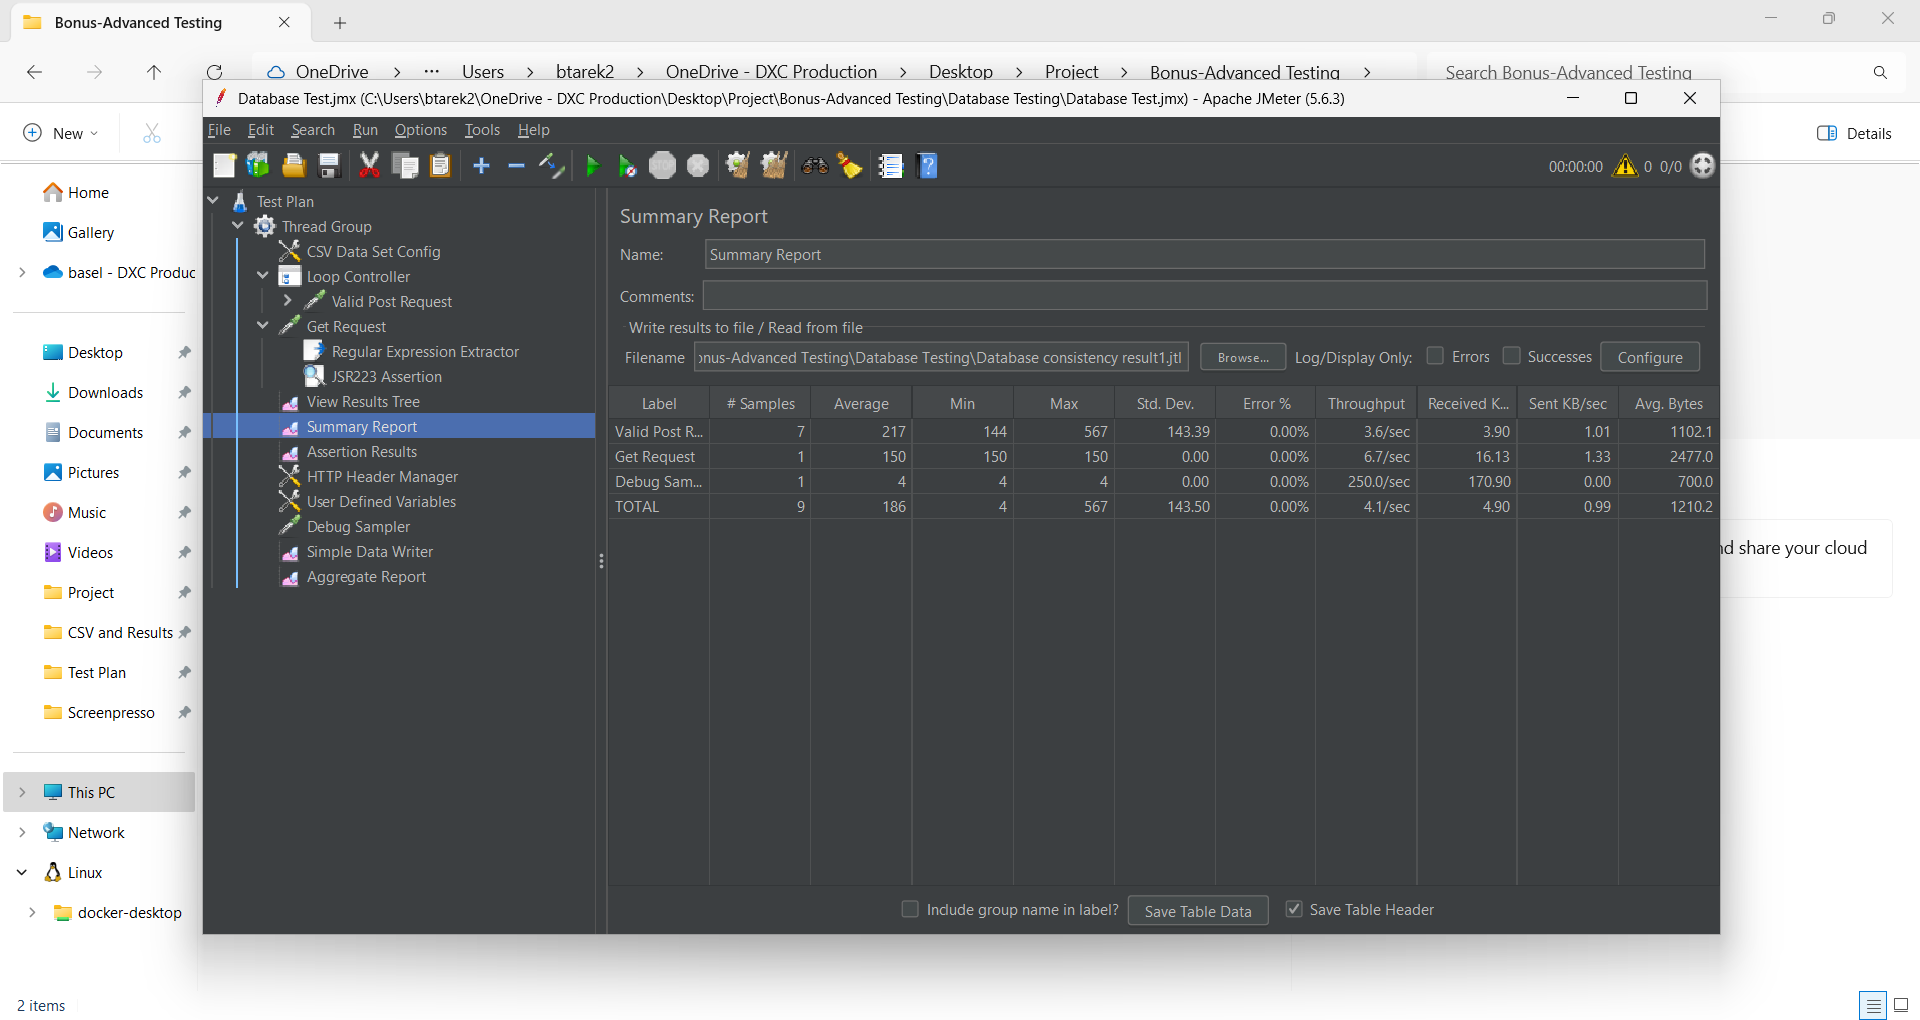 Bonus-Advanced Testing
OneDrive > ... Users > btarek2 > OneDrive - DXC Production > Desktop > Project > Bonus-Advanced Testing >
Search Bonus-Advanced Testing
New
Details
Home
Gallery
basel - DXC Produc
Desktop
Downloads
Documents
Pictures
Music
Videos
Project
CSV and Results
Test Plan
Screenpresso
This PC
Network
Linux
docker-desktop
2 items
nd share your cloud
Database Test.jmx (C:\Users\btarek2\OneDrive - DXC Production\Desktop\Project\Bonus-Advanced Testing\Database Testing\Database Test.jmx) - Apache JMeter (5.6.3)
File Edit Search Run Options Tools Help
STOP
00:00:00 0 0/0
Test Plan
Thread Group
CSV Data Set Config
Loop Controller
Valid Post Request
Get Request
Regular Expression Extractor
JSR223 Assertion
View Results Tree
Summary Report
Assertion Results
HTTP Header Manager
User Defined Variables
Debug Sampler
Simple Data Writer
Aggregate Report
Summary Report
Name: Summary Report
Comments:
Write results to file / Read from file
Filename onus-Advanced Testing\Database Testing\Database consistency result1.jtl Browse... Log/Display Only: Errors Successes Configure
Label # Samples Average Min Max Std. Dev. Error % Throughput Received K... Sent KB/sec Avg. Bytes
Valid Post R... 7 217 144 567 143.39 0.00% 3.6/sec 3.90 1.01 1102.1
Get Request 1 150 150 150 0.00 0.00% 6.7/sec 16.13 1.33 2477.0
Debug Sam... 1 4 4 4 0.00 0.00% 250.0/sec 170.90 0.00 700.0
TOTAL 9 186 4 567 143.50 0.00% 4.1/sec 4.90 0.99 1210.2
Include group name in label? Save Table Data Save Table Header